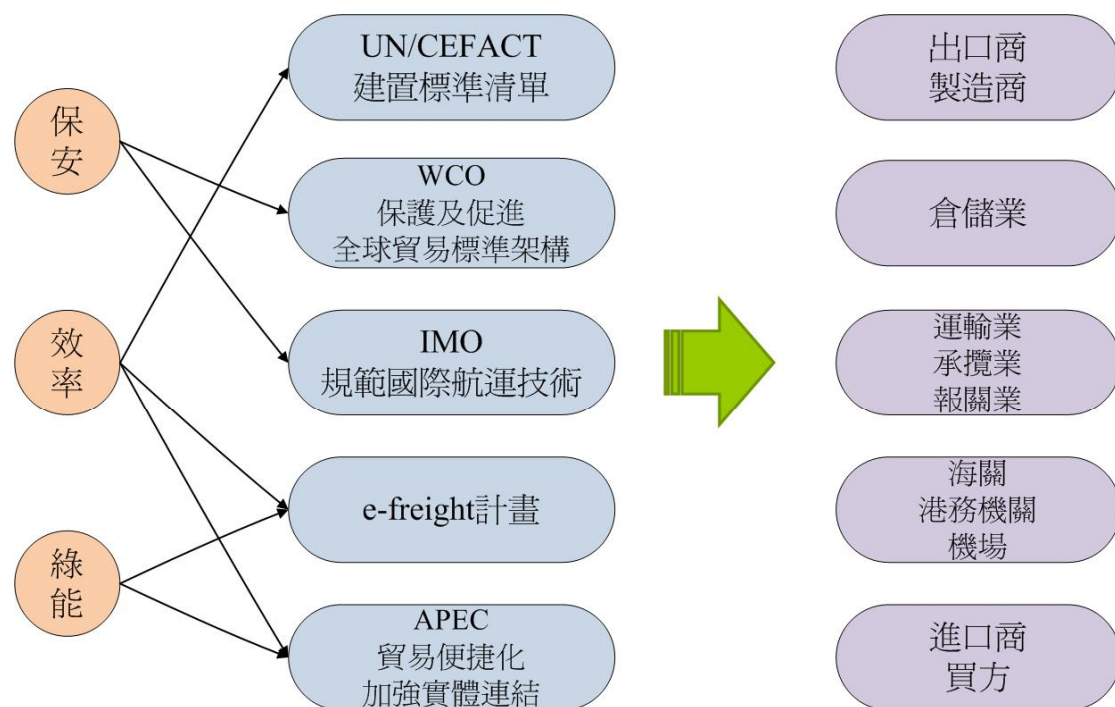 保
安
效
率
綠
能
UN/CEFACT
建置標準清單
WCO
保護及促進
全球貿易標準架構
IMO
規範國際航運技術
e-freight計畫
APEC
貿易便捷化
加強實體連結
出口商
製造商
倉儲業
運輸業
承攬業
報關業
海關
港務機關
機場
進口商
買方